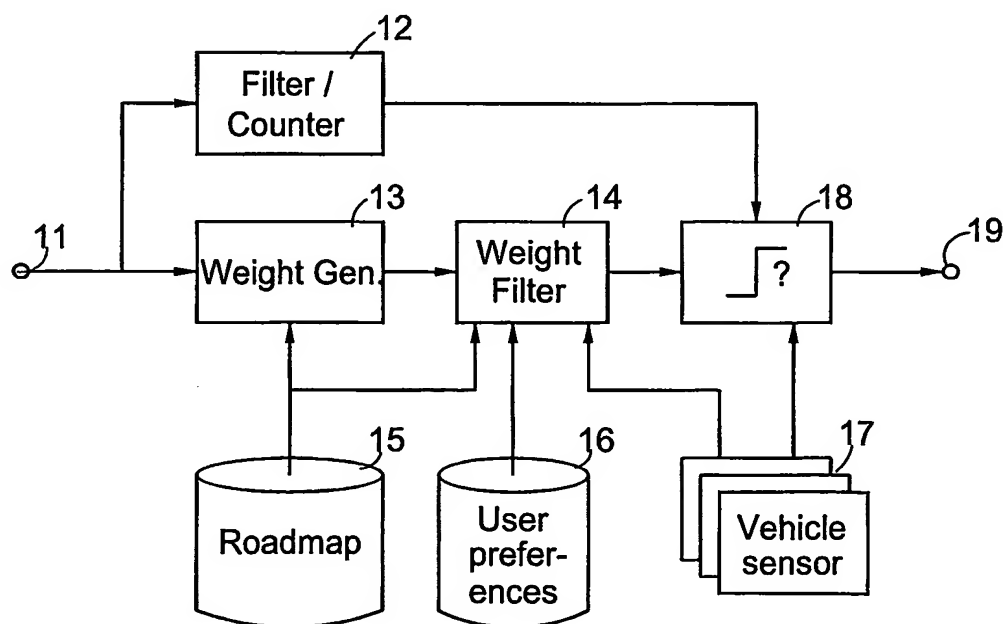 12
Filter /
Counter
13
14
18
19
11
Weight Gen.
Weight
Filter
?
15
16
17
Roadmap
User
prefer-
ences
Vehicle
sensor